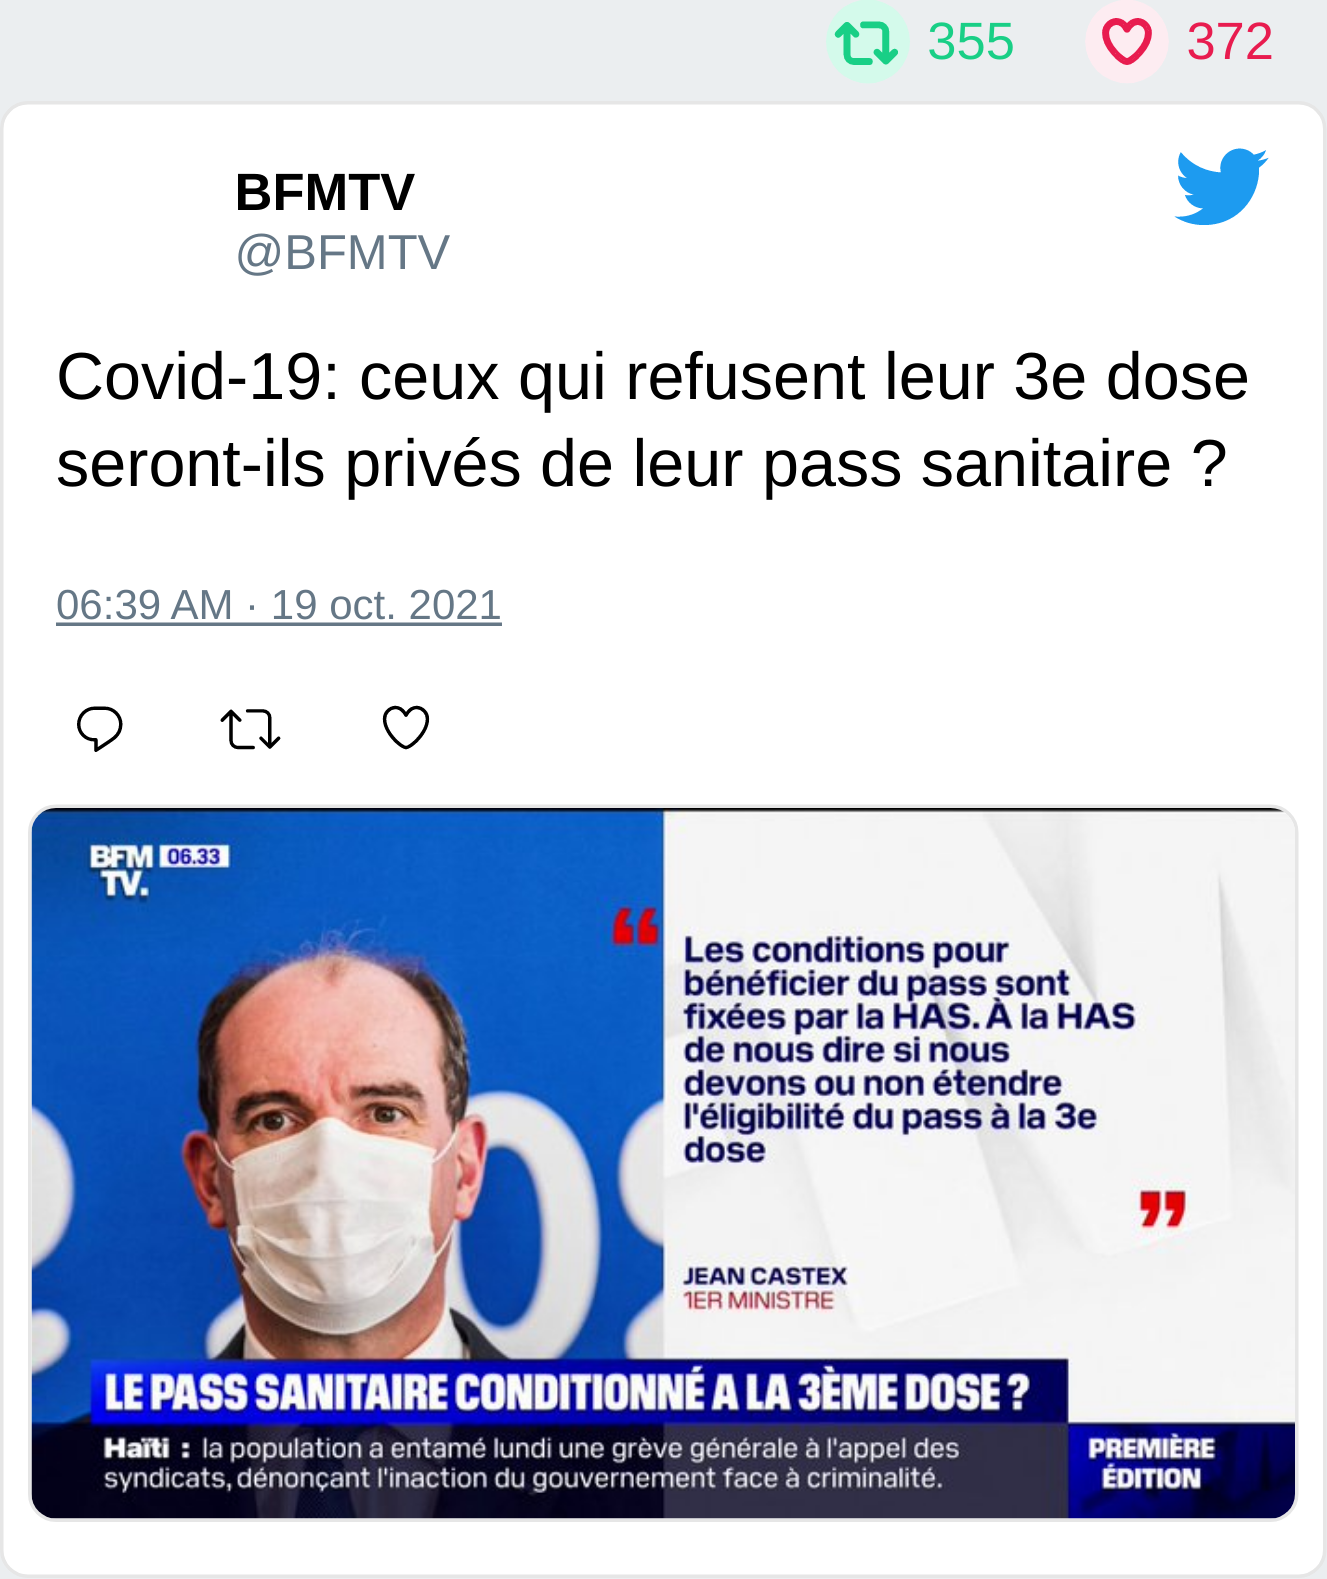 355 372
BFMTV
@BFMTV
Covid-19: ceux qui refusent leur 3e dose
seront-ils privés de leur pass sanitaire ?
06:39 AM · 19 oct. 2021
BFM 06.33
TV.
“
Les conditions pour
bénéficier du pass sont
fixées par la HAS. À la HAS
de nous dire si nous
devons ou non étendre
l'éligibilité du pass à la 3e
dose
”
JEAN CASTEX
1ER MINISTRE
LE PASS SANITAIRE CONDITIONNÉ A LA 3ÈME DOSE ?
Haïti : la population a entamé lundi une grève générale à l'appel des
syndicats, dénonçant l'inaction du gouvernement face à criminalité.
PREMIÈRE
ÉDITION